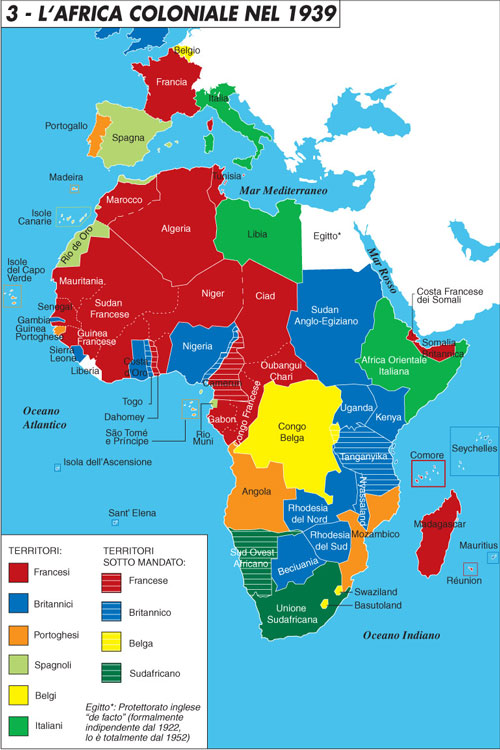 3 - L'AFRICA COLONIALE NEL 1939
Belgio
Francia
Italia
Portogallo
Spagna
Madeira
Tunisia
Mar Mediterraneo
Marocco
Isole
Canarie
Rio de Oro
Algeria
Libia
Egitto*
Mar Rosso
Isole
del Capo
Verde
Mauritania
Niger
Ciad
Costa Francese
dei Somali
Sudan
Francese
Sudan
Anglo-Egiziano
Senegal
Gambia
Guinea
Portoghese
Guinea
Francese
Sierra
Leone
Liberia
Costa
d'Oro
Nigeria
Somalia
Britannica
Africa Orientale
Italiana
Camerun
Oubangui
Chari
Togo
Dahomey
São Tomé
e Príncipe
Rio
Muni
Gabon
Congo Francese
Congo
Belga
Uganda
Kenya
Oceano
Atlantico
Tanganyika
Seychelles
Isola dell'Ascensione
Comore
Angola
Nyassaland
Sant' Elena
Rhodesia
del Nord
Rhodesia
del Sud
Mozambico
Madagascar
Mauritius
Réunion
Sud Ovest
Africano
Beciuania
Swaziland
Basutoland
Unione
Sudafricana
Oceano Indiano
TERRITORI:
Francesi
Britannici
Portoghesi
Spagnoli
Belgi
Italiani
TERRITORI
SOTTO MANDATO:
Francese
Britannico
Belga
Sudafricano
Egitto*: Protettorato inglese
"de facto" (formalmente
indipendente dal 1922,
lo è totalmente dal 1952)